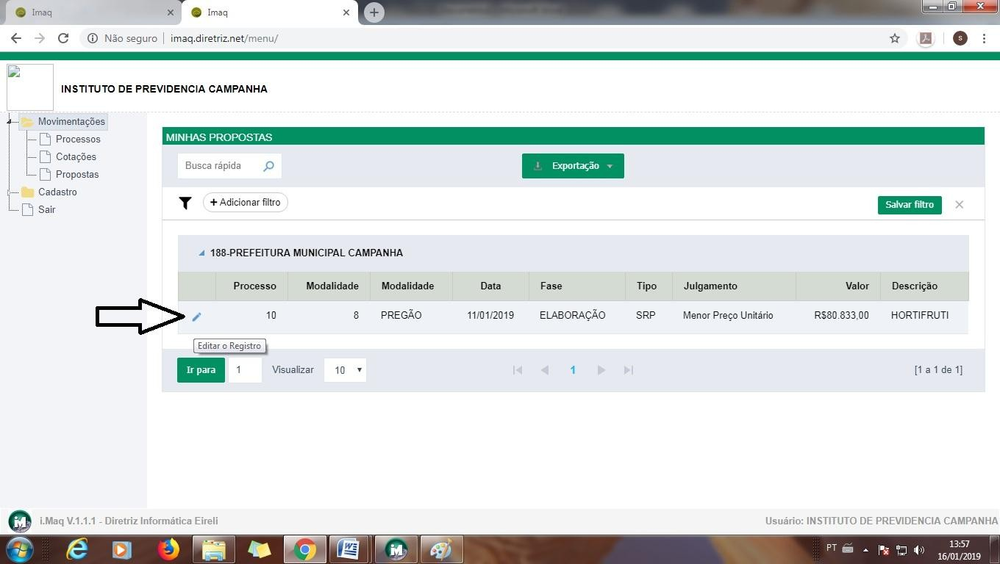 Imaq
Imaq
Não seguro | imaq.diretriz.net/menu/
s
INSTITUTO DE PREVIDENCIA CAMPANHA
Movimentações
Processos
Cotações
Propostas
Cadastro
Sair
MINHAS PROPOSTAS
Busca rápida
Exportação
+ Adicionar filtro
Salvar filtro
188-PREFEITURA MUNICIPAL CAMPANHA
Processo Modalidade Modalidade Data Fase Tipo Julgamento Valor Descrição
10 8 PREGÃO 11/01/2019 ELABORAÇÃO SRP Menor Preço Unitário R$80.833,00 HORTIFRUTI
Editar o Registro
Ir para 1 Visualizar 10 1 [1 a 1 de 1]
iM i.Maq V.1.1.1 - Diretriz Informática Eireli Usuário: INSTITUTO DE PREVIDENCIA CAMPANHA
PT 13:57
16/01/2019